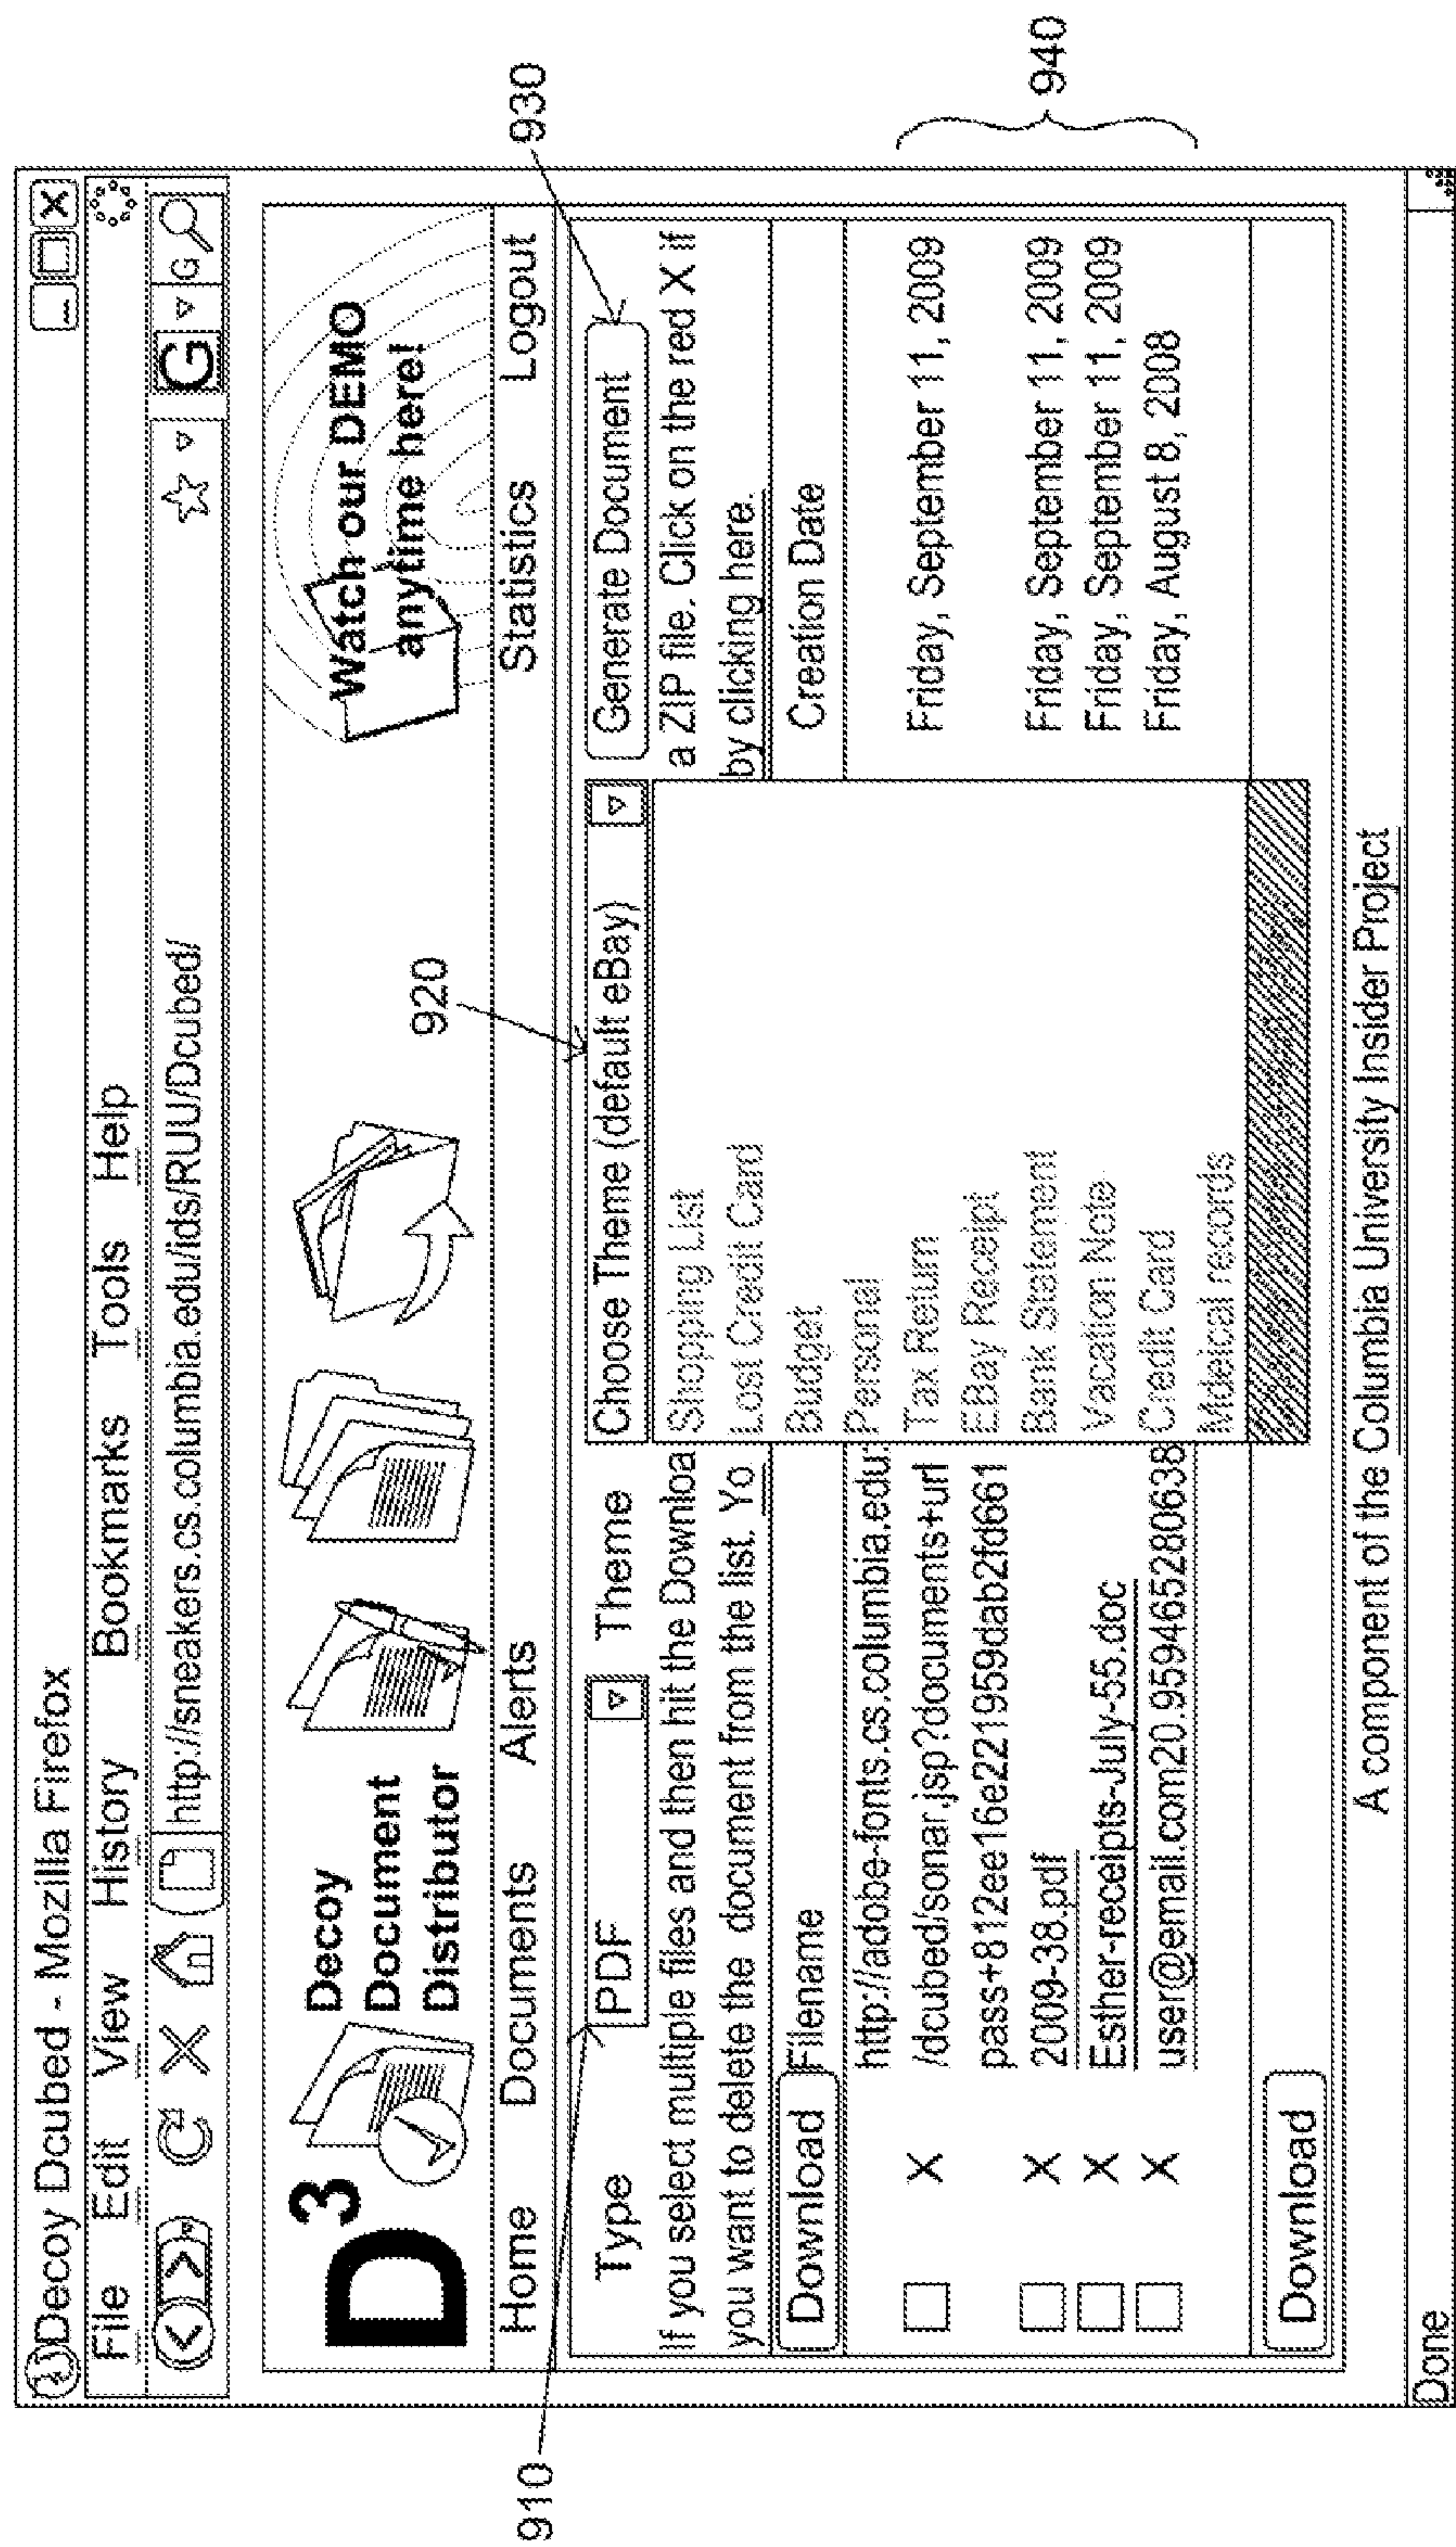 Decoy Dcubed - Mozilla Firefox
File Edit View History Bookmarks Tools Help
http://sneakers.cs.columbia.edu/ids/RUU/Dcubed/
G G
D3
Decoy
Document
Distributor
Watch our DEMO
anytime here!
920
930
Home Documents Alerts Statistics Logout
910
Type PDF Theme Choose Theme (default eBay) Generate Document
If you select multiple files and then hit the Downloa a ZIP file. Click on the red X if
you want to delete the document from the list. Yo by clicking here.
Shopping List
Lost Credit Card
Budget
Personal
Tax Return
EBay Receipt
Bank Statement
Vacation Note
Credit Card
Mdeical records
Download Filename Creation Date
http://adobe-fonts.cs.columbia.edu:
X /dcubed/sonar.jsp?documents+url Friday, September 11, 2009
pass+812ee16e221959dab2fd661
X 2009-38.pdf Friday, September 11, 2009
X Esther-receipts-July-55.doc Friday, September 11, 2009
X user@email.com20.959465280638 Friday, August 8, 2008
940
Download
A component of the Columbia University Insider Project
Done